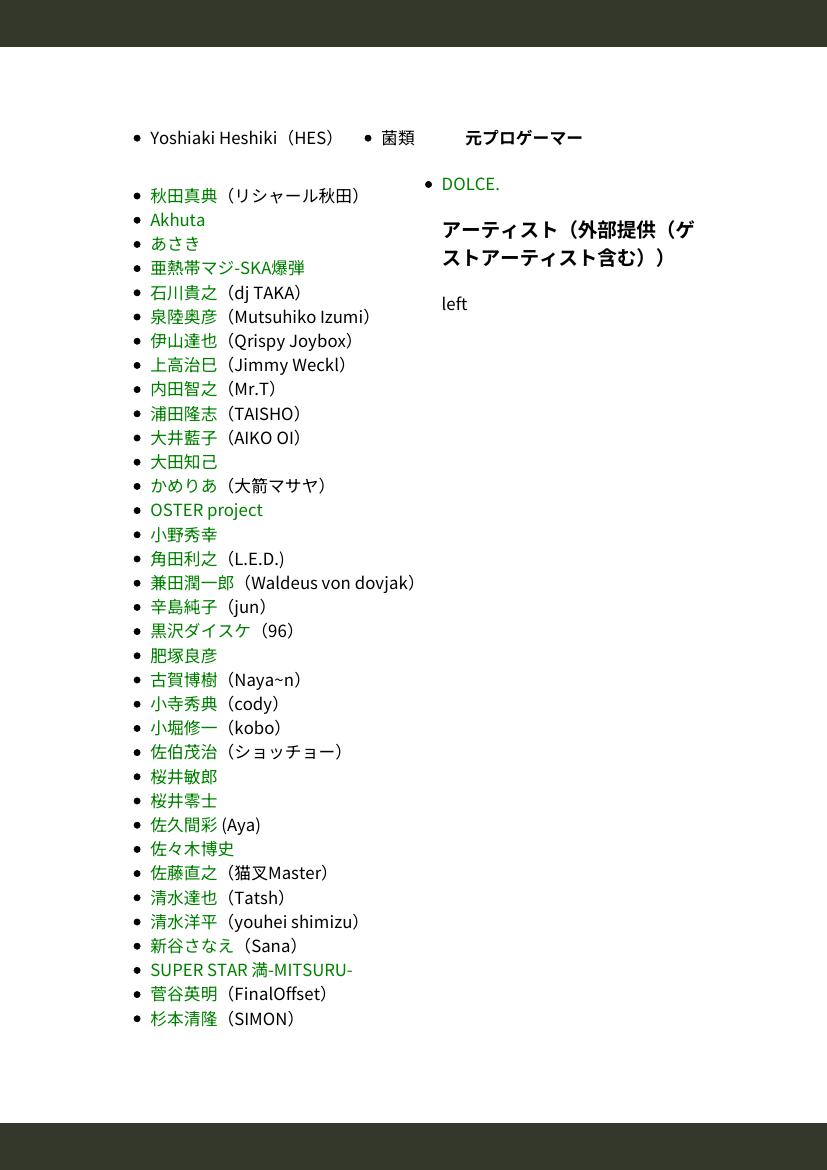 Yoshiaki Heshiki（HES）
菌類
元プロゲーマー
DOLCE.
アーティスト（外部提供（ゲ
ストアーティスト含む））
left
秋田真典（リシャール秋田）
Akhuta
あさき
亜熱帯マジ-SKA爆弾
石川貴之（dj TAKA）
泉陸奥彦（Mutsuhiko Izumi）
伊山達也（Qrispy Joybox）
上高治巳（Jimmy Weckl）
内田智之（Mr.T）
浦田隆志（TAISHO）
大井藍子（AIKO OI）
大田知己
かめりあ（大箭マサヤ）
OSTER project
小野秀幸
角田利之（L.E.D.)
兼田潤一郎（Waldeus von dovjak）
辛島純子（jun）
黒沢ダイスケ（96）
肥塚良彦
古賀博樹（Naya~n）
小寺秀典（cody）
小堀修一（kobo）
佐伯茂治（ショッチョー）
桜井敏郎
桜井零士
佐久間彩 (Aya)
佐々木博史
佐藤直之（猫叉Master）
清水達也（Tatsh）
清水洋平（youhei shimizu）
新谷さなえ（Sana）
SUPER STAR 満-MITSURU-
菅谷英明（FinalOffset）
杉本清隆（SIMON）